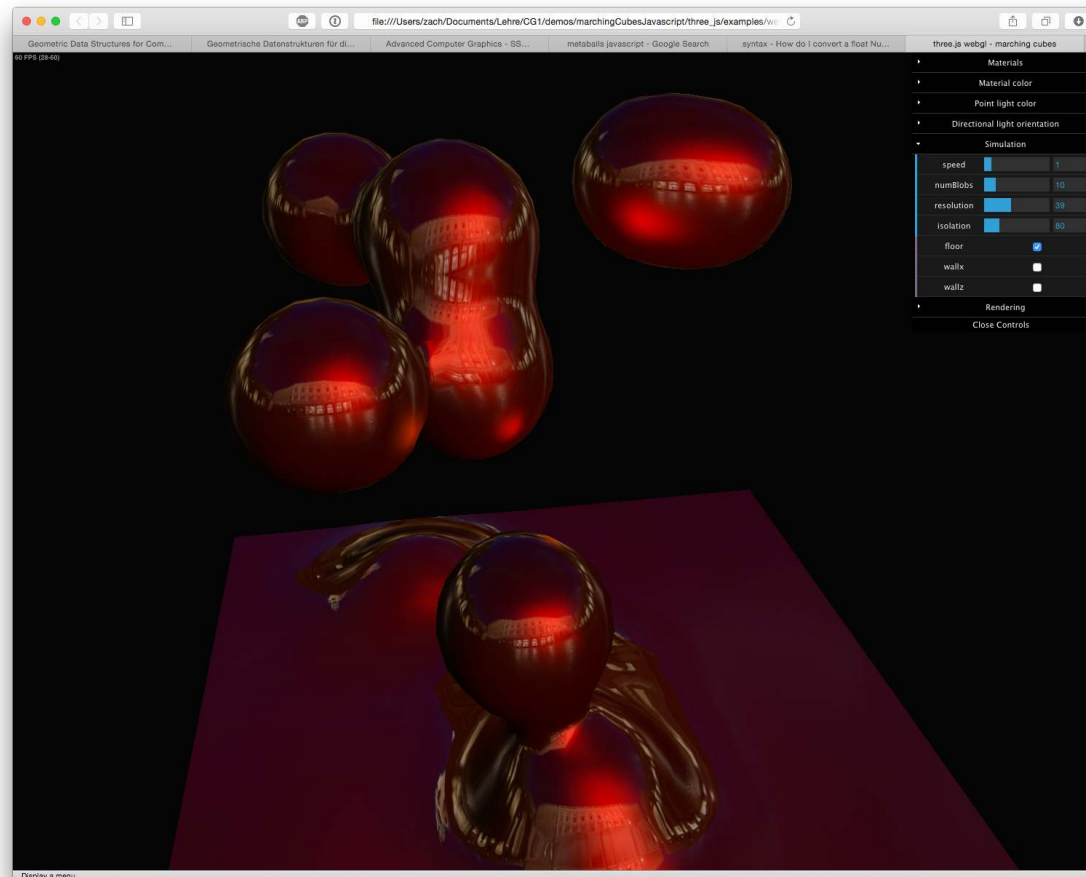 ABP
file:///Users/zach/Documents/Lehre/CG1/demos/marchingCubesJavascript/three_js/examples/we
Geometric Data Structures for Com...
Geometrische Datenstrukturen für di...
Advanced Computer Graphics - SS...
metaballs javascript - Google Search
syntax - How do I convert a float Nu...
three.js webgl - marching cubes
60 FPS (28-60)
Materials
Material color
Point light color
Directional light orientation
Simulation
speed 1
numBlobs 10
resolution 39
isolation 80
floor
wallx
wallz
Rendering
Close Controls
Display a menu